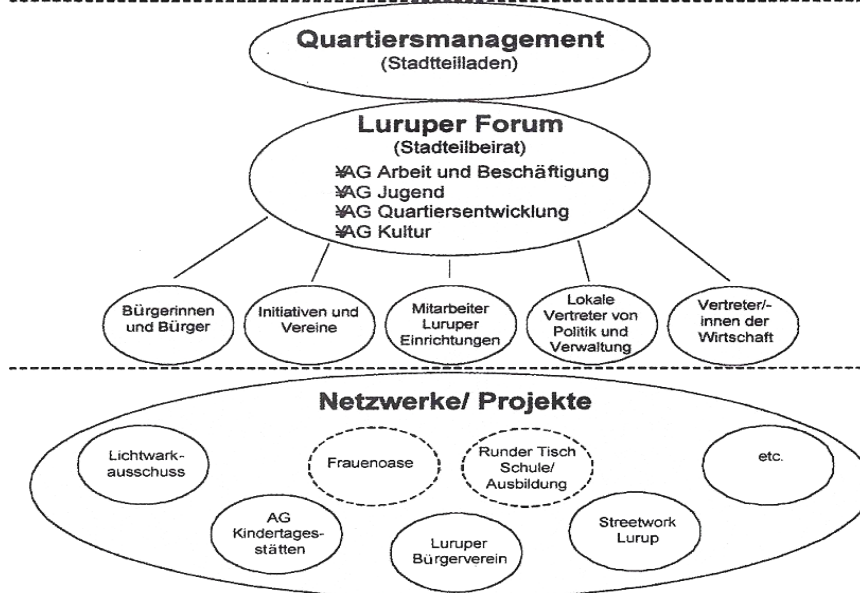 Quartiersmanagement
(Stadtteilladen)
Luruper Forum
(Stadteilbeirat)
¥AG Arbeit und Beschäftigung
¥AG Jugend
¥AG Quartiersentwicklung
¥AG Kultur
Bürgerinnen
und Bürger
Initiativen und
Vereine
Mitarbeiter
Luruper
Einrichtungen
Lokale
Vertreter von
Politik und
Verwaltung
Vertreter/-
innen der
Wirtschaft
Netzwerke/ Projekte
Lichtwark-
ausschuss
Frauenoase
Runder Tisch
Schule/
Ausbildung
etc.
AG
Kindertages-
stätten
Luruper
Bürgerverein
Streetwork
Lurup